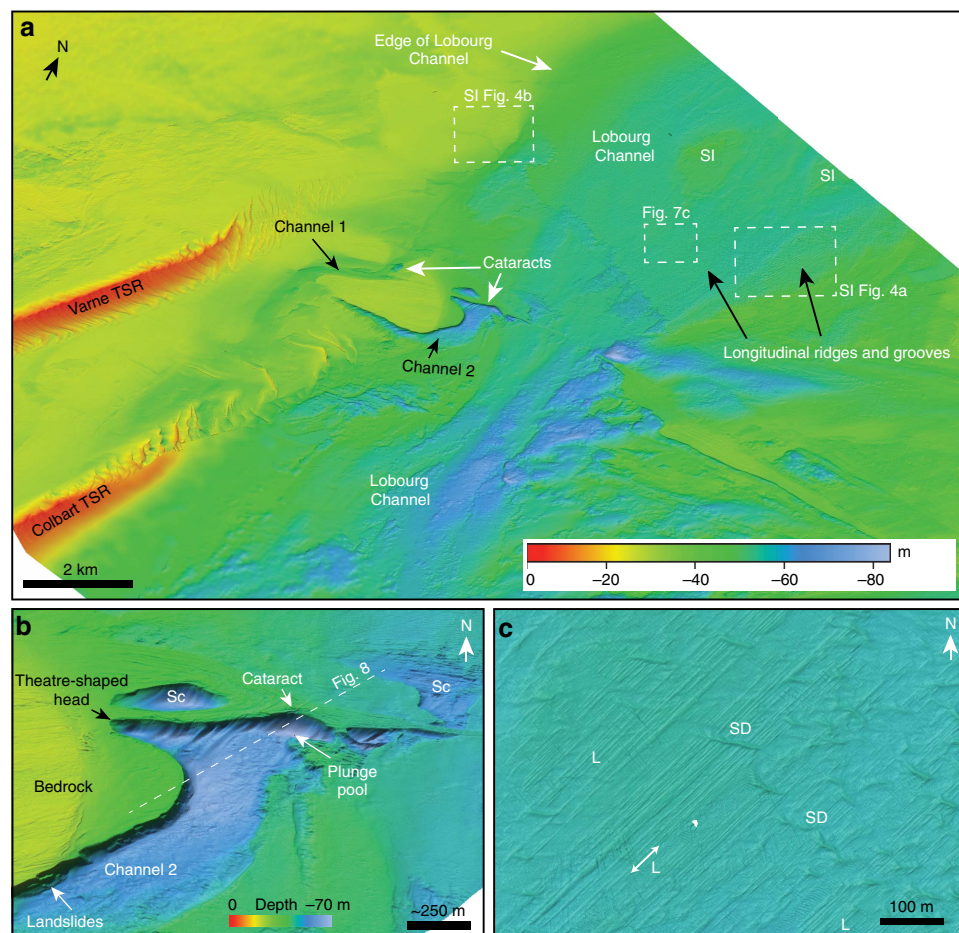 a
N
Edge of Lobourg
Channel
SI Fig. 4b
Lobourg
Channel
SI
SI
Channel 1
Fig. 7c
Cataracts
Varne TSR
SI Fig. 4a
Channel 2
Longitudinal ridges and grooves
Lobourg
Channel
Colbart TSR
2 km
m
0 −20 −40 −60 −80
b
N
Theatre-shaped
head
Sc
Cataract
Fig. 8
Sc
Bedrock
Plunge
pool
Channel 2
Landslides
0 Depth −70 m
~250 m
c
N
SD
L
SD
L
L
100 m